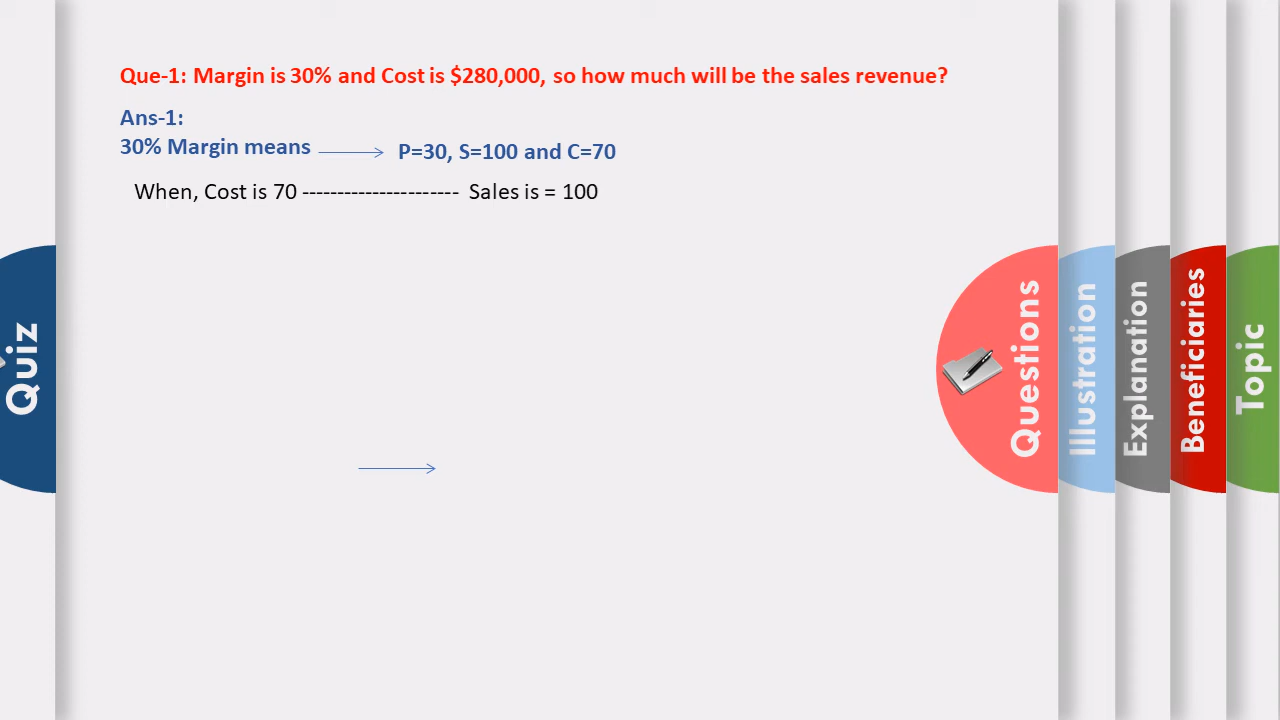 Que-1: Margin is 30% and Cost is $280,000, so how much will be the sales revenue?
Ans-1:
30% Margin means
P=30, S=100 and C=70
When, Cost is 70 ---------------------- Sales is = 100
Quiz
Questions
Illustration
Explanation
Beneficiaries
Topic